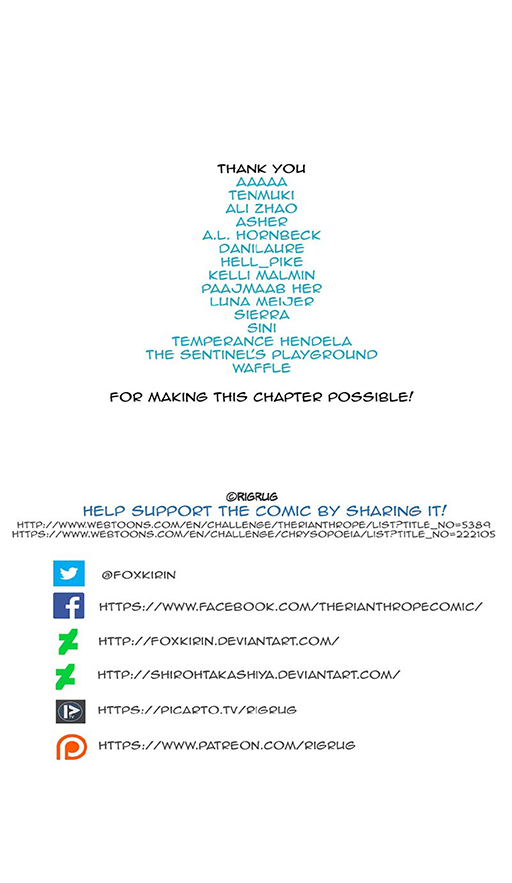 THANK YOU
AAAAA
TENMUKI
ALI ZHAO
ASHER
A.L. HORNBECK
DANILAURE
HELL_PIKE
KELLI MALMIN
PAAJMAAB HER
LUNA MEIJER
SIERRA
SINI
TEMPERANCE HENDELA
THE SENTINEL'S PLAYGROUND
WAFFLE
FOR MAKING THIS CHAPTER POSSIBLE!
©RIGRUG
HELP SUPPORT THE COMIC BY SHARING IT!
HTTP://WWW.WEBTOONS.COM/EN/CHALLENGE/THERIANTHROPE/LIST?TITLE_NO=5389
HTTPS://WWW.WEBTOONS.COM/EN/CHALLENGE/CHRYSOPOEIA/LIST?TITLE_NO=222105
@FOXKIRIN
HTTPS://WWW.FACEBOOK.COM/THERIANTHROPECOMIC/
HTTP://FOXKIRIN.DEVIANTART.COM/
HTTP://SHIROHTAKASHIYA.DEVIANTART.COM/
HTTPS://PICARTO.TV/RIGRUG
HTTPS://WWW.PATREON.COM/RIGRUG